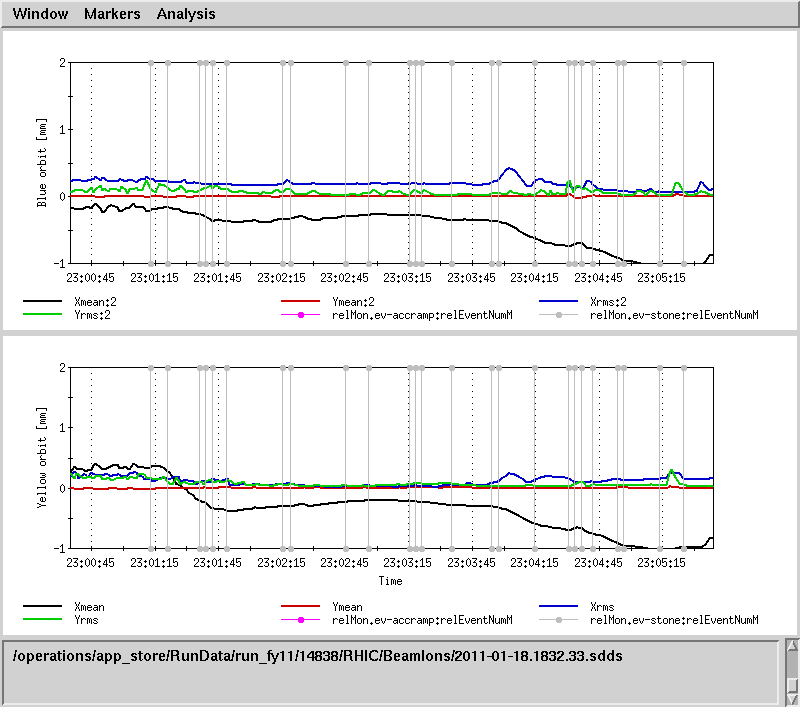 Window Markers Analysis
2
1
0
-1
Blue orbit [mm]
23:00:45 23:01:15 23:01:45 23:02:15 23:02:45 23:03:15 23:03:45 23:04:15 23:04:45 23:05:15
Xmean:2 Ymean:2 Xrms:2
Yrms:2 relMon.ev-accramp:relEventNumM relMon.ev-stone:relEventNumM
2
1
0
-1
Yellow orbit [mm]
23:00:45 23:01:15 23:01:45 23:02:15 23:02:45 23:03:15 23:03:45 23:04:15 23:04:45 23:05:15
Time
Xmean Ymean Xrms
Yrms relMon.ev-accramp:relEventNumM relMon.ev-stone:relEventNumM
/operations/app_store/RunData/run_fy11/14838/RHIC/BeamIons/2011-01-18.1832.33.sdds